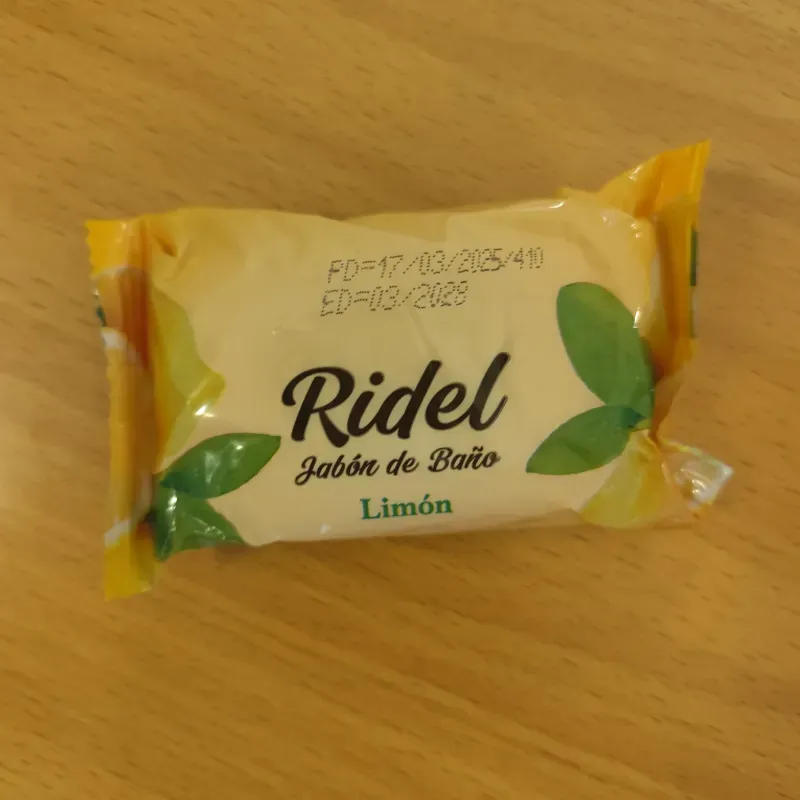 PD=17/03/2025/410
ED=03/2028
Ridel
Jabón de Baño
Limón